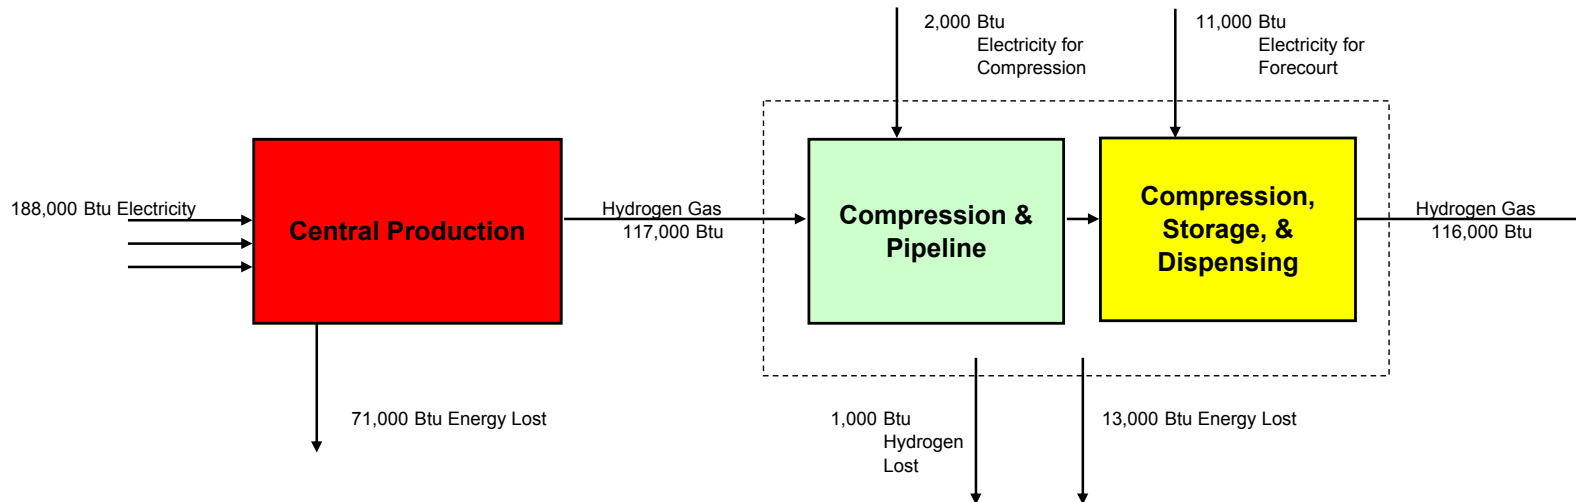 2,000 Btu
Electricity for
Compression
11,000 Btu
Electricity for
Forecourt
188,000 Btu Electricity
Central Production
Hydrogen Gas
117,000 Btu
Compression &
Pipeline
Compression,
Storage, &
Dispensing
Hydrogen Gas
116,000 Btu
71,000 Btu Energy Lost
1,000 Btu
Hydrogen
Lost
13,000 Btu Energy Lost